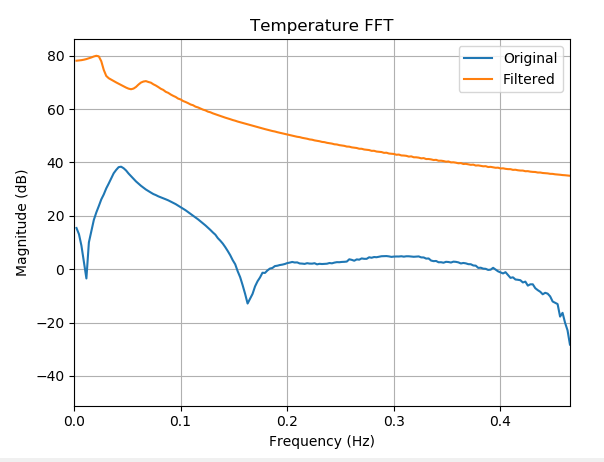 Temperature FFT
Original
Filtered
Magnitude (dB)
80
60
40
20
0
−20
−40
0.0 0.1 0.2 0.3 0.4
Frequency (Hz)